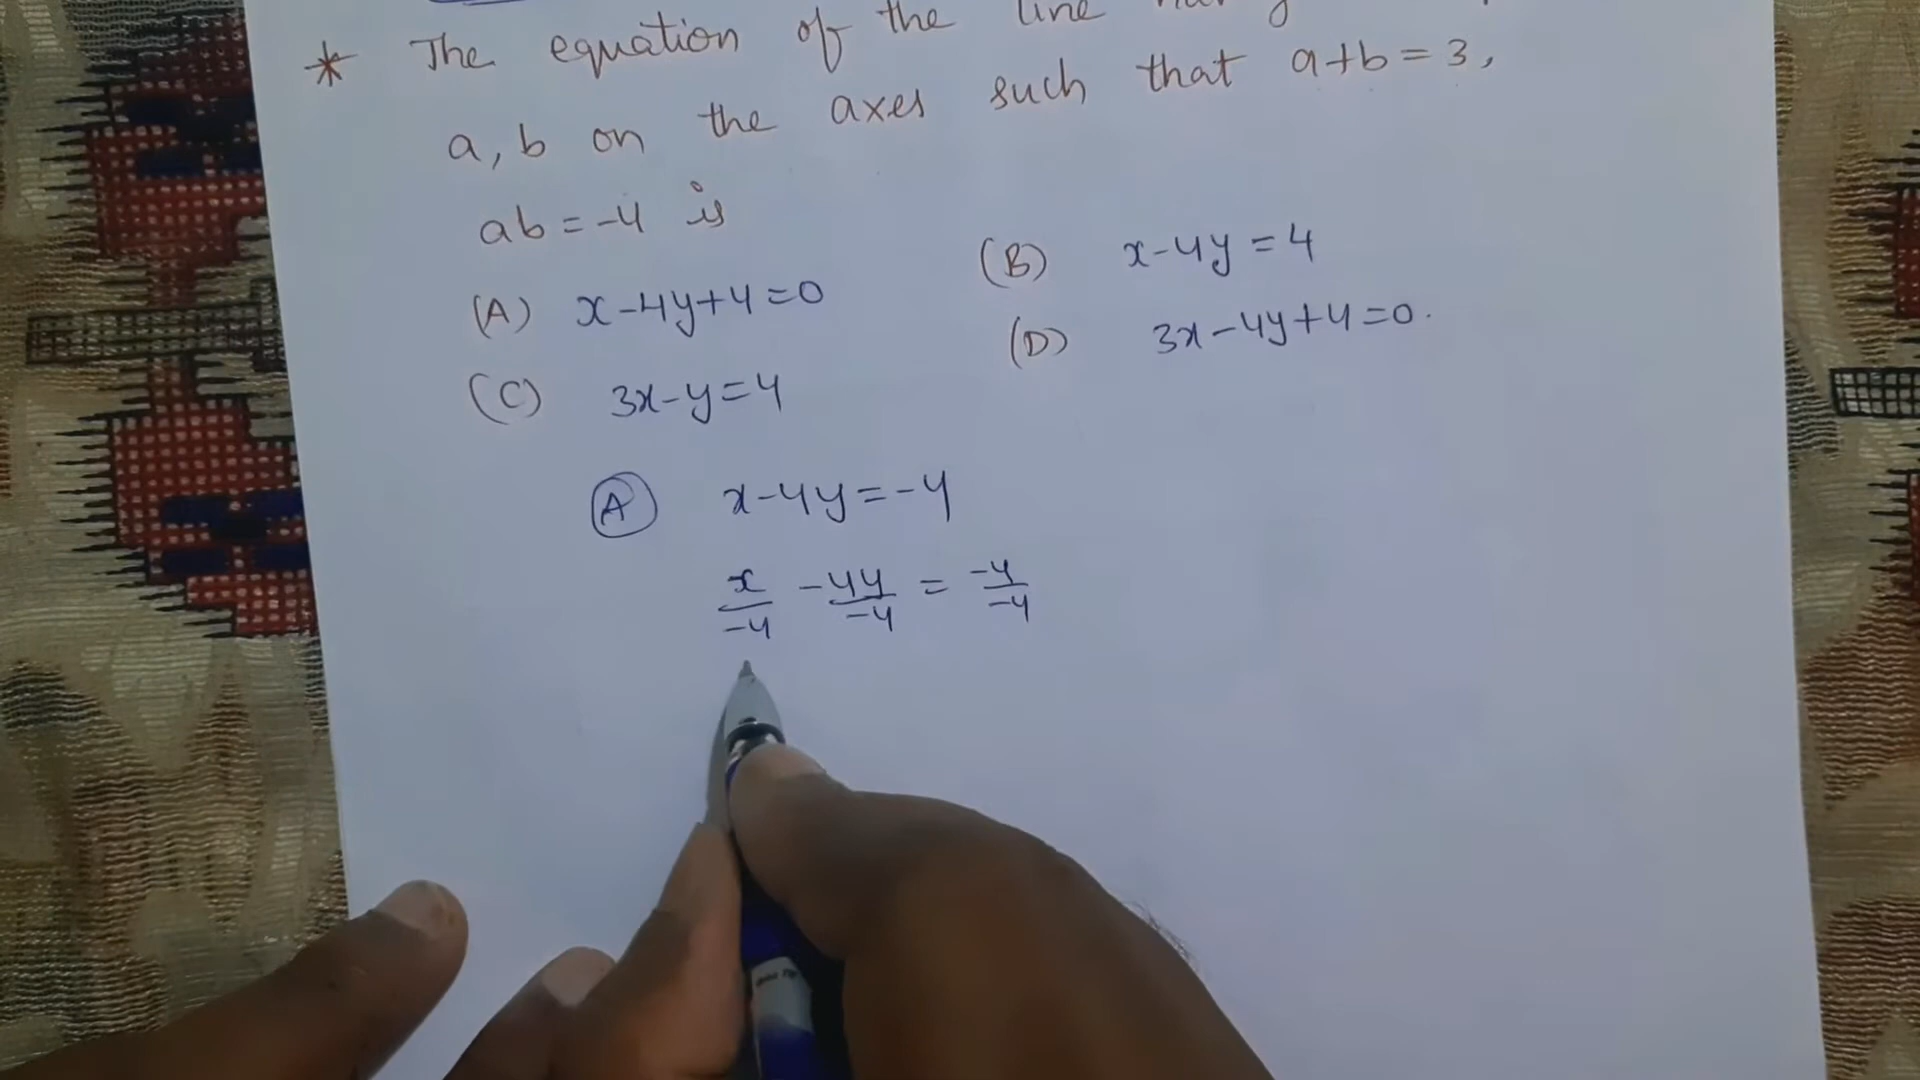 * The equation of the line
a, b on the axes such that a+b=3,
ab=-4 is
(A) x-4y+4=0 (B) x-4y=4
(C) 3x-y=4 (D) 3x-4y+4=0.
(A) x-4y=-4
x/-4 -4y/-4 = -4/-4